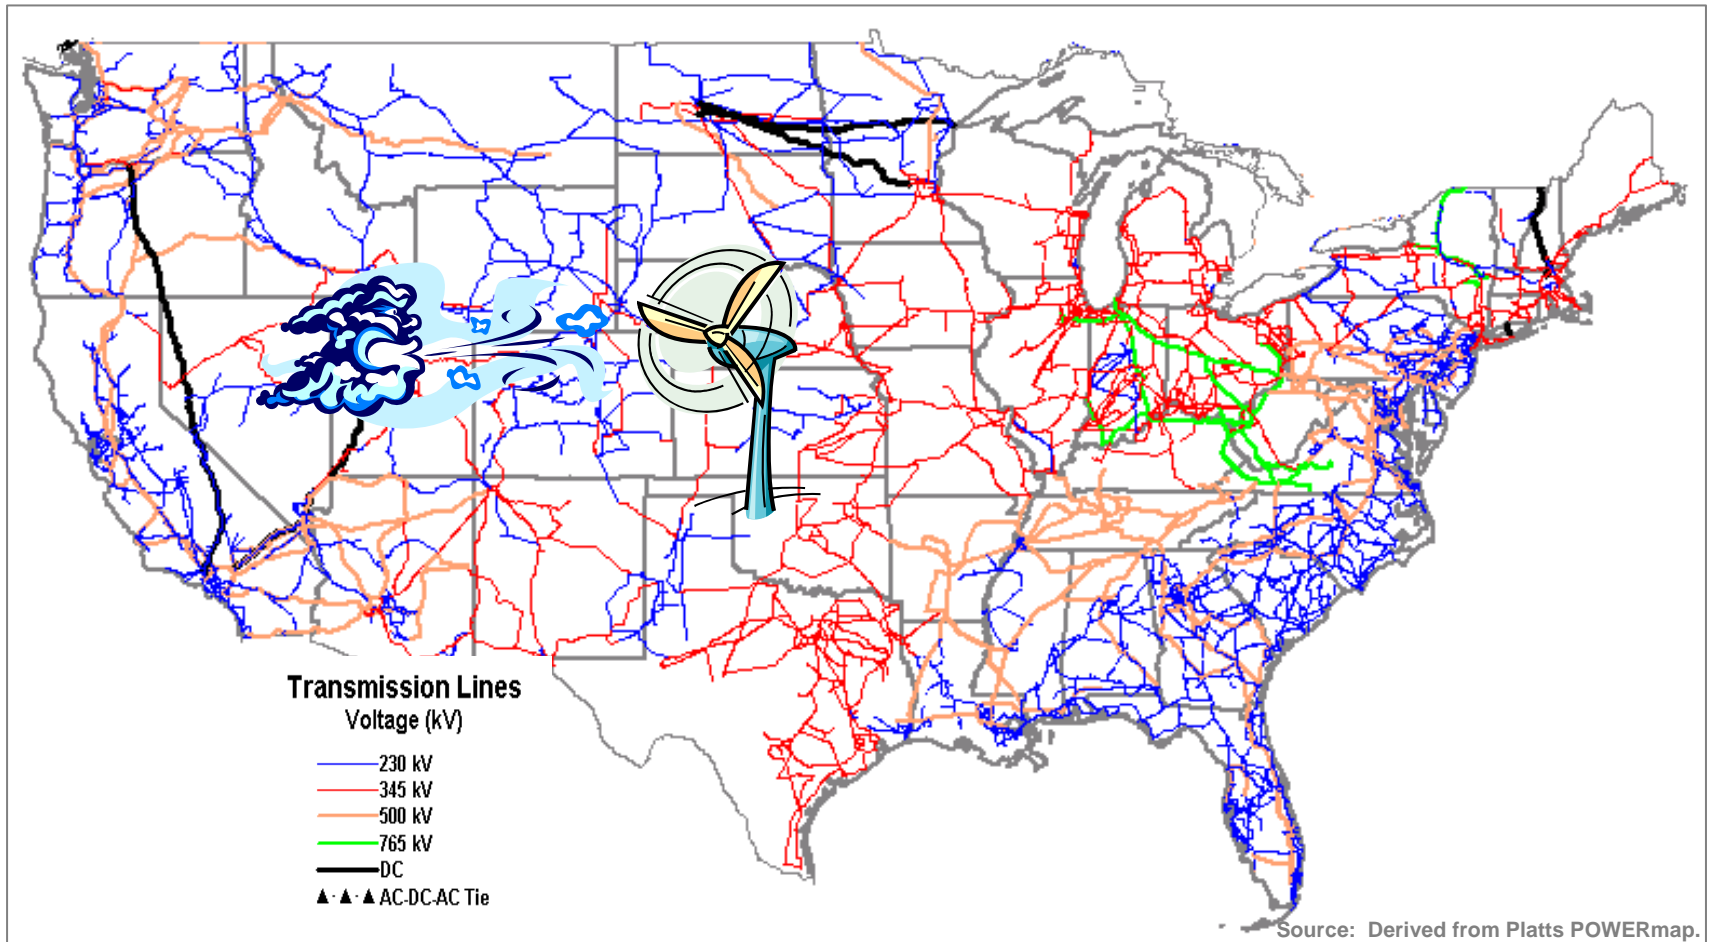 Transmission Lines
Voltage (kV)
230 kV
345 kV
500 kV
765 kV
DC
AC-DC-AC Tie
Source: Derived from Platts POWERmap.